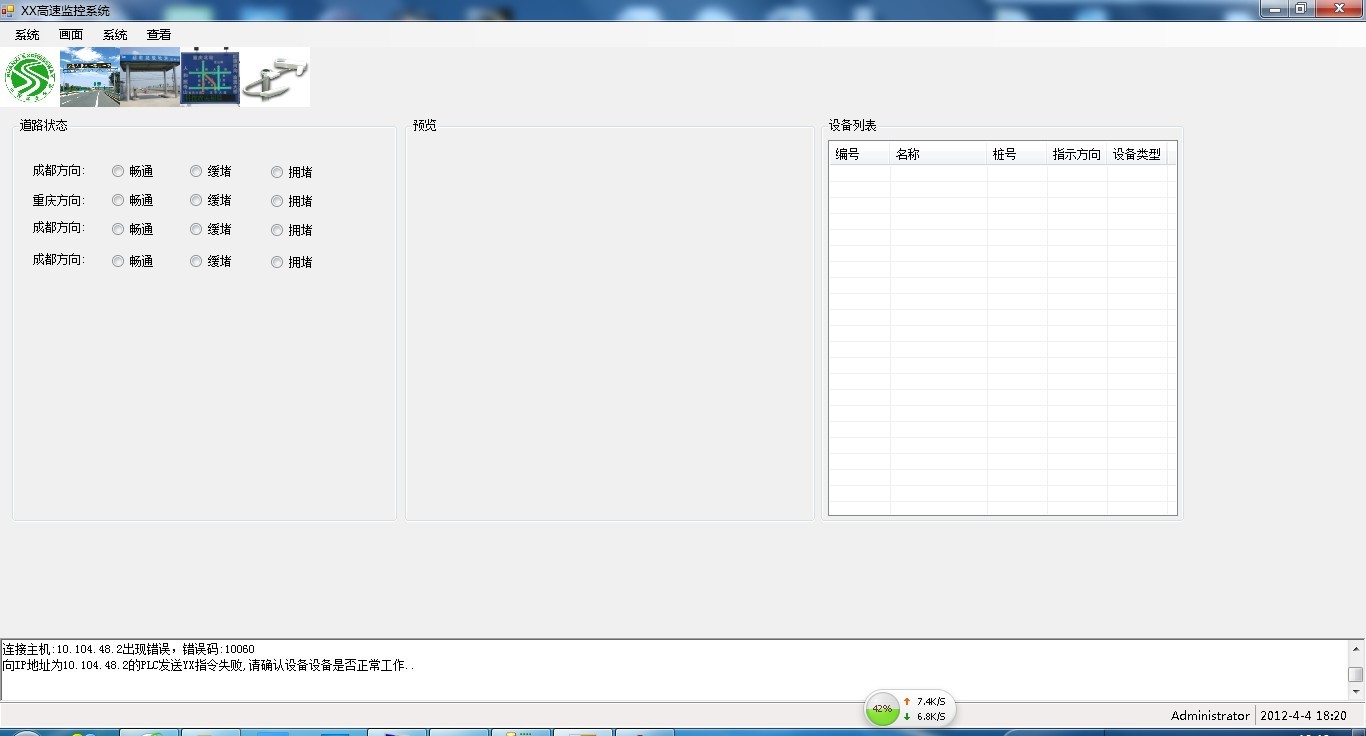 XX高速监控系统
系统 画面 系统 查看
道路状态
成都方向: 畅通 缓堵 拥堵
重庆方向: 畅通 缓堵 拥堵
成都方向: 畅通 缓堵 拥堵
成都方向: 畅通 缓堵 拥堵
预览
设备列表
编号 名称 桩号 指示方向 设备类型
连接主机:10.104.48.2出现错误，错误码:10060
向IP地址为10.104.48.2的PLC发送YX指令失败,请确认设备设备是否正常工作..
42%
7.4K/S
6.8K/S
Administrator 2012-4-4 18:20